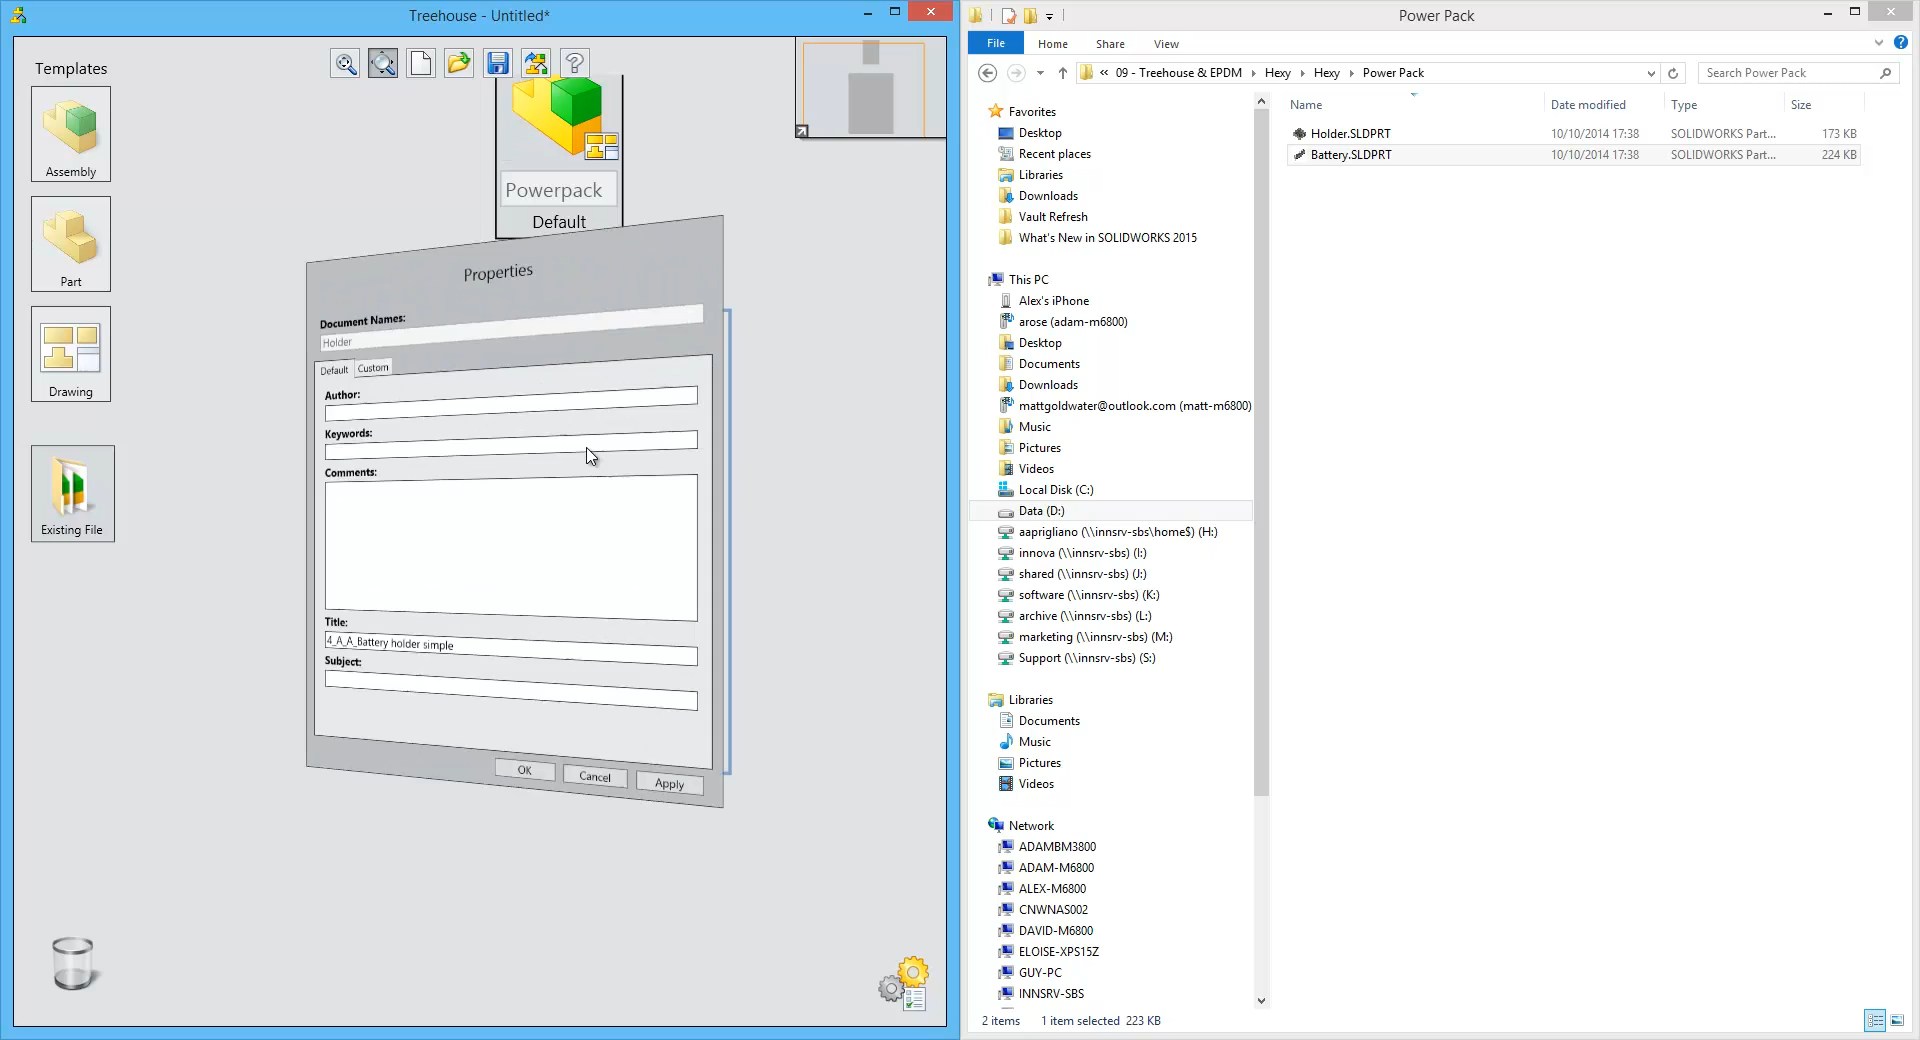 Treehouse - Untitled*
Templates
Assembly
Part
Drawing
Existing File
Powerpack
Default
Properties
Document Names:
Holder
Default
Custom
Author:
Keywords:
Comments:
Title:
4_A_A_Battery holder simple
Subject:
OK
Cancel
Apply
Power Pack
File
Home
Share
View
« 09 - Treehouse & EPDM
Hexy
Hexy
Power Pack
Search Power Pack
Favorites
Desktop
Recent places
Libraries
Downloads
Vault Refresh
What's New in SOLIDWORKS 2015
This PC
Alex's iPhone
arose (adam-m6800)
Desktop
Documents
Downloads
mattgoldwater@outlook.com (matt-m6800)
Music
Pictures
Videos
Local Disk (C:)
Data (D:)
aaprigliano (\\innsrv-sbs\home$) (H:)
innova (\\innsrv-sbs) (I:)
shared (\\innsrv-sbs) (J:)
software (\\innsrv-sbs) (K:)
archive (\\innsrv-sbs) (L:)
marketing (\\innsrv-sbs) (M:)
Support (\\innsrv-sbs) (S:)
Libraries
Documents
Music
Pictures
Videos
Network
ADAMBM3800
ADAM-M6800
ALEX-M6800
CNWNAS002
DAVID-M6800
ELOISE-XPS15Z
GUY-PC
INNSRV-SBS
Name Date modified Type Size
Holder.SLDPRT 10/10/2014 17:38 SOLIDWORKS Part... 173 KB
Battery.SLDPRT 10/10/2014 17:38 SOLIDWORKS Part... 224 KB
2 items 1 item selected 223 KB